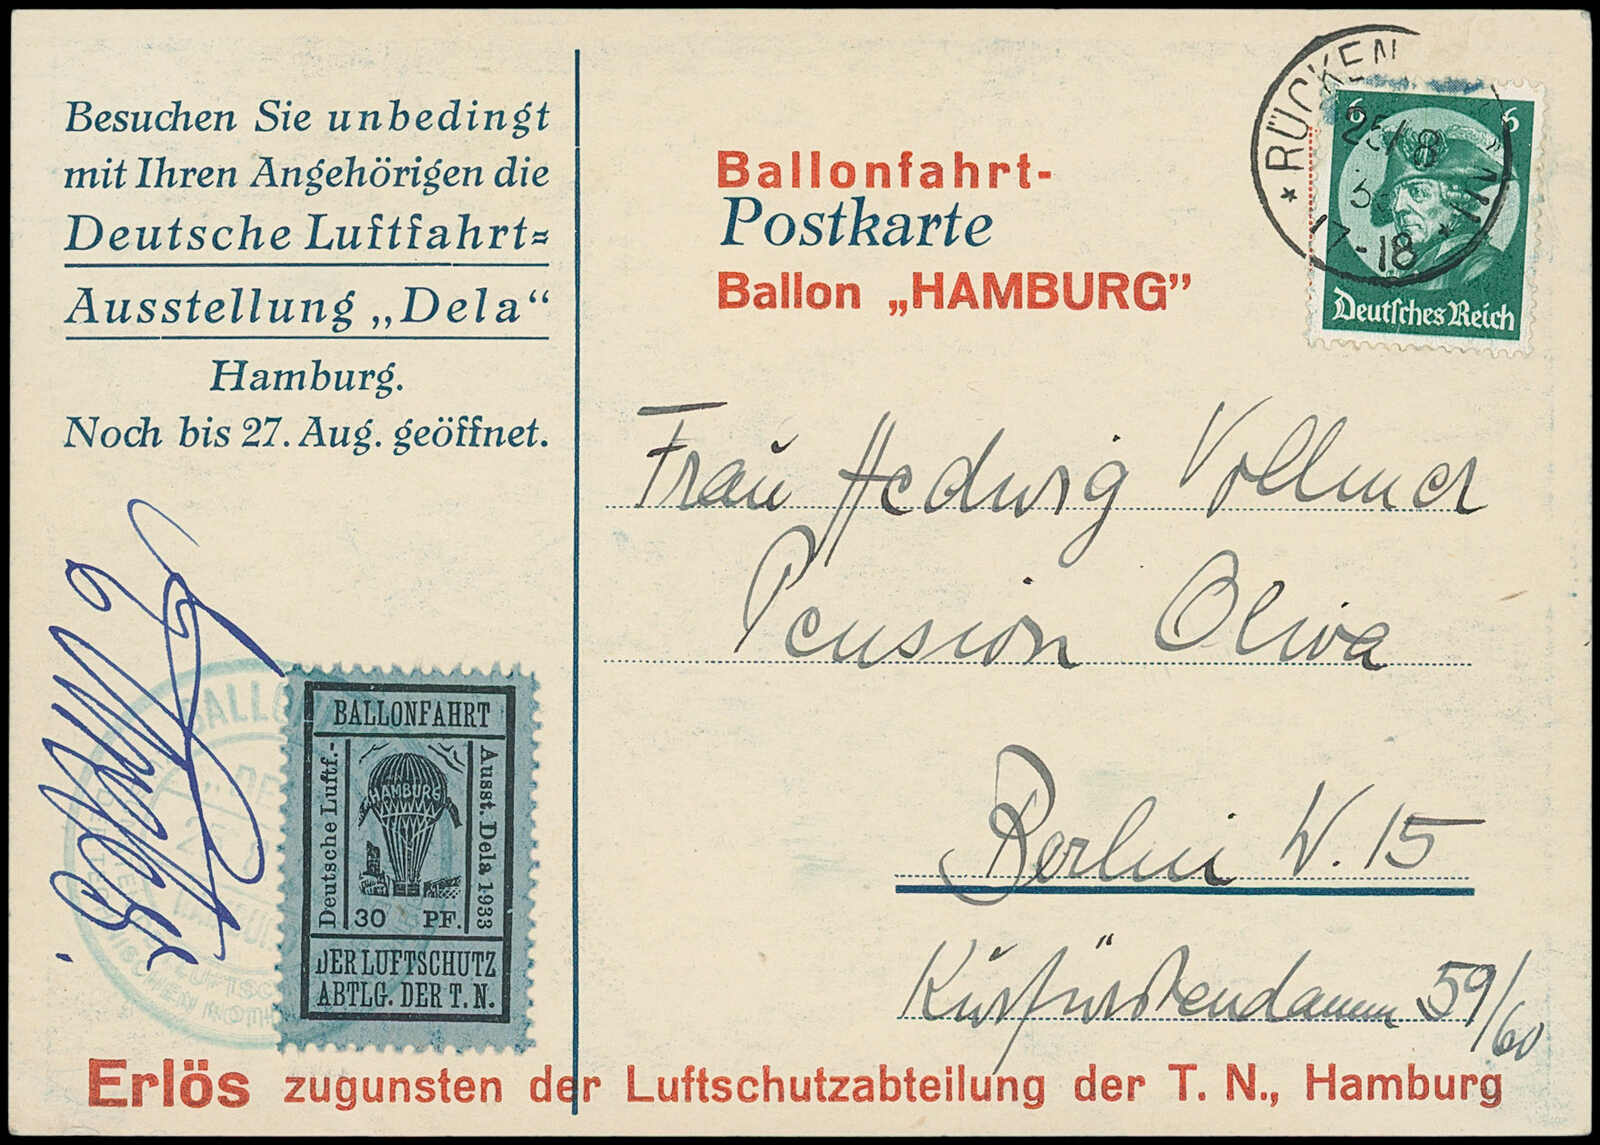 Besuchen Sie unbedingt
mit Ihren Angehörigen die
Deutsche Luftfahrt=
Ausstellung „Dela“
Hamburg.
Noch bis 27. Aug. geöffnet.
Ballonfahrt-
Postkarte
Ballon „HAMBURG”
RÜCKEN
8
17-18
6 6
Deutsches Reich
Frau Hedwig Vollmer
Pension Oliva
Berlin W. 15
Kurfürstendamm 59/60
BALLONFAHRT
Deutsche Luftf.-
HAMBURG
Ausst. Dela 1933
30 PF.
DER LUFTSCHUTZ
ABTLG. DER T. N.
Erlös zugunsten der Luftschutzabteilung der T. N., Hamburg